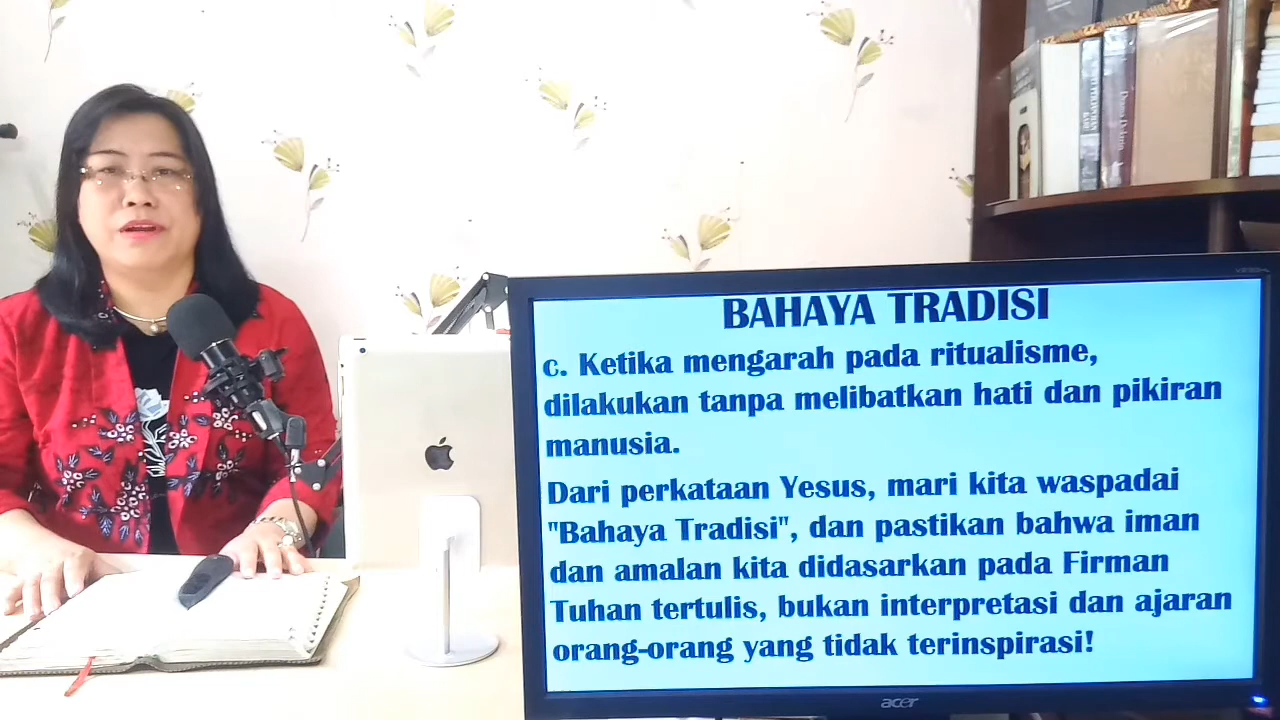 BAHAYA TRADISI
c. Ketika mengarah pada ritualisme,
dilakukan tanpa melibatkan hati dan pikiran
manusia.
Dari perkataan Yesus, mari kita waspadai
"Bahaya Tradisi", dan pastikan bahwa iman
dan amalan kita didasarkan pada Firman
Tuhan tertulis, bukan interpretasi dan ajaran
orang-orang yang tidak terinspirasi!
acer